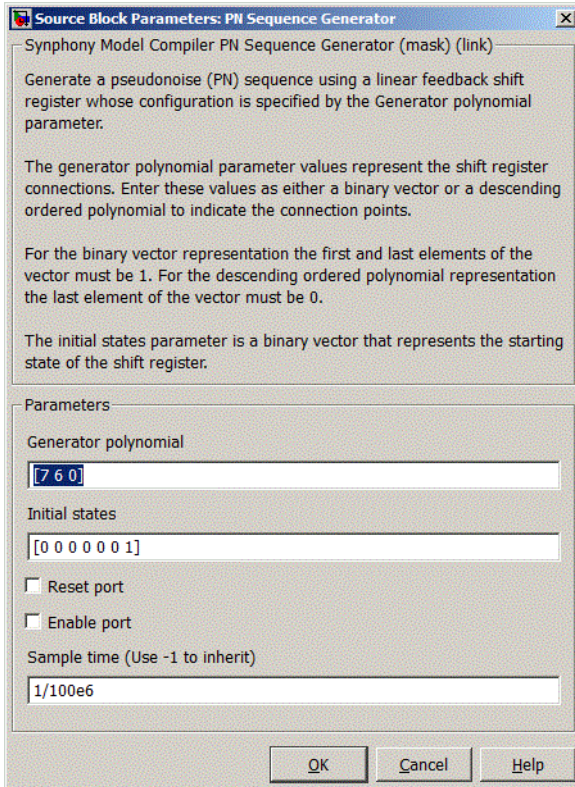 Source Block Parameters: PN Sequence Generator
Synphony Model Compiler PN Sequence Generator (mask) (link)
Generate a pseudonoise (PN) sequence using a linear feedback shift
register whose configuration is specified by the Generator polynomial
parameter.
The generator polynomial parameter values represent the shift register
connections. Enter these values as either a binary vector or a descending
ordered polynomial to indicate the connection points.
For the binary vector representation the first and last elements of the
vector must be 1. For the descending ordered polynomial representation
the last element of the vector must be 0.
The initial states parameter is a binary vector that represents the starting
state of the shift register.
Parameters
Generator polynomial
[7 6 0]
Initial states
[0 0 0 0 0 0 1]
Reset port
Enable port
Sample time (Use -1 to inherit)
1/100e6
OK Cancel Help